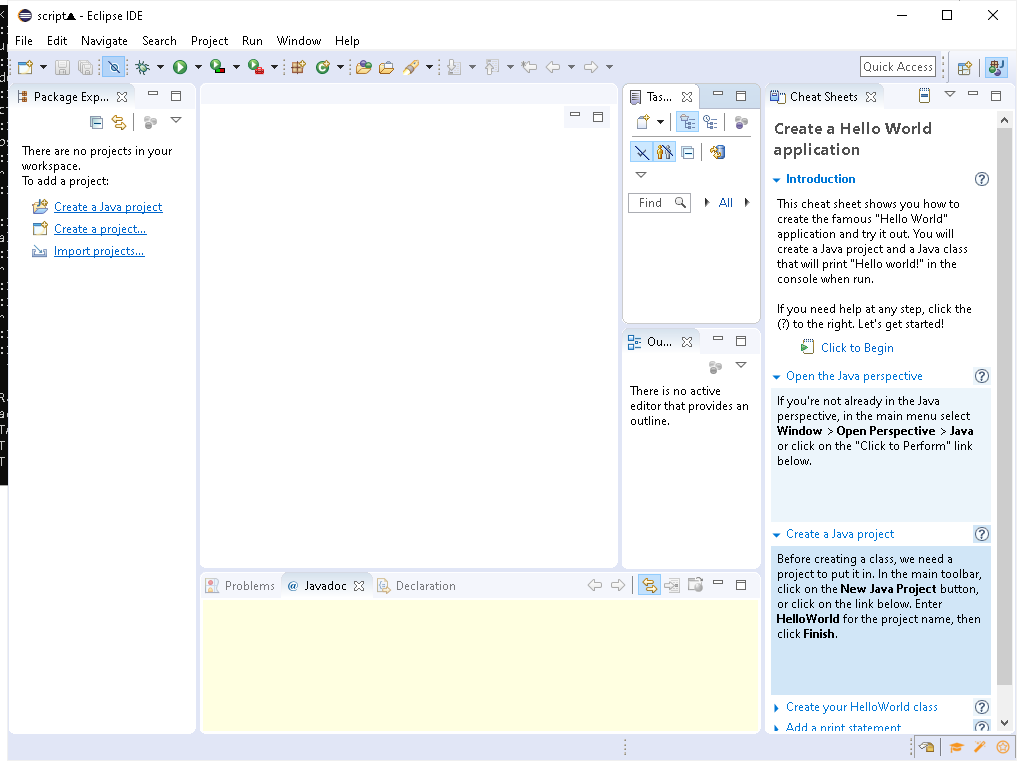 script▲ - Eclipse IDE
File Edit Navigate Search Project Run Window Help
Quick Access
Package Exp...
There are no projects in your
workspace.
To add a project:
Create a Java project
Create a project...
Import projects...
Tas...
Find
All
Ou...
There is no active
editor that provides an
outline.
Problems
@ Javadoc
Declaration
Cheat Sheets
Create a Hello World
application
Introduction
This cheat sheet shows you how to
create the famous "Hello World"
application and try it out. You will
create a Java project and a Java class
that will print "Hello world!" in the
console when run.
If you need help at any step, click the
(?) to the right. Let's get started!
Click to Begin
Open the Java perspective
If you're not already in the Java
perspective, in the main menu select
Window > Open Perspective > Java
or click on the "Click to Perform" link
below.
Create a Java project
Before creating a class, we need a
project to put it in. In the main toolbar,
click on the New Java Project button,
or click on the link below. Enter
HelloWorld for the project name, then
click Finish.
Create your HelloWorld class
Add a print statement